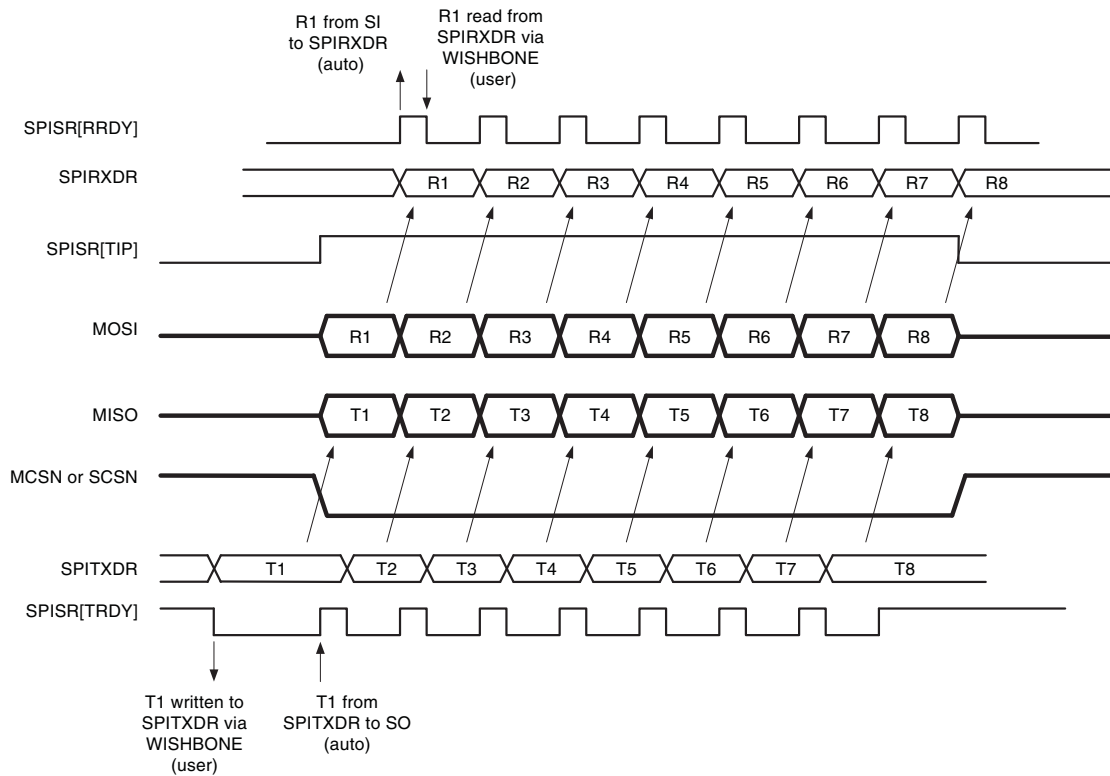 R1 from SI
to SPIRXDR
(auto)
R1 read from
SPIRXDR via
WISHBONE
(user)
SPISR[RRDY]
SPIRXDR
R1 R2 R3 R4 R5 R6 R7 R8
SPISR[TIP]
MOSI
R1 R2 R3 R4 R5 R6 R7 R8
MISO
T1 T2 T3 T4 T5 T6 T7 T8
MCSN or SCSN
SPITXDR
T1 T2 T3 T4 T5 T6 T7 T8
SPISR[TRDY]
T1 written to
SPITXDR via
WISHBONE
(user)
T1 from
SPITXDR to SO
(auto)